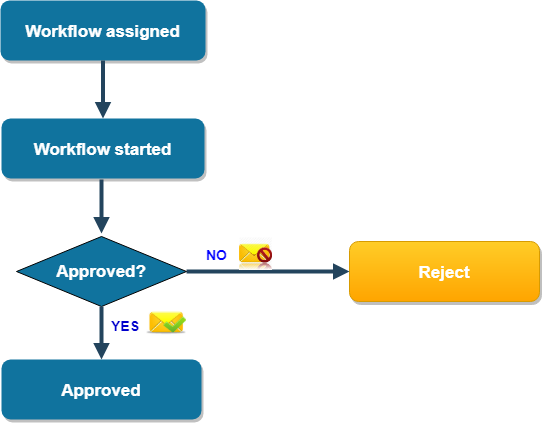 Workflow assigned
Workflow started
Approved?
NO
Reject
YES
Approved